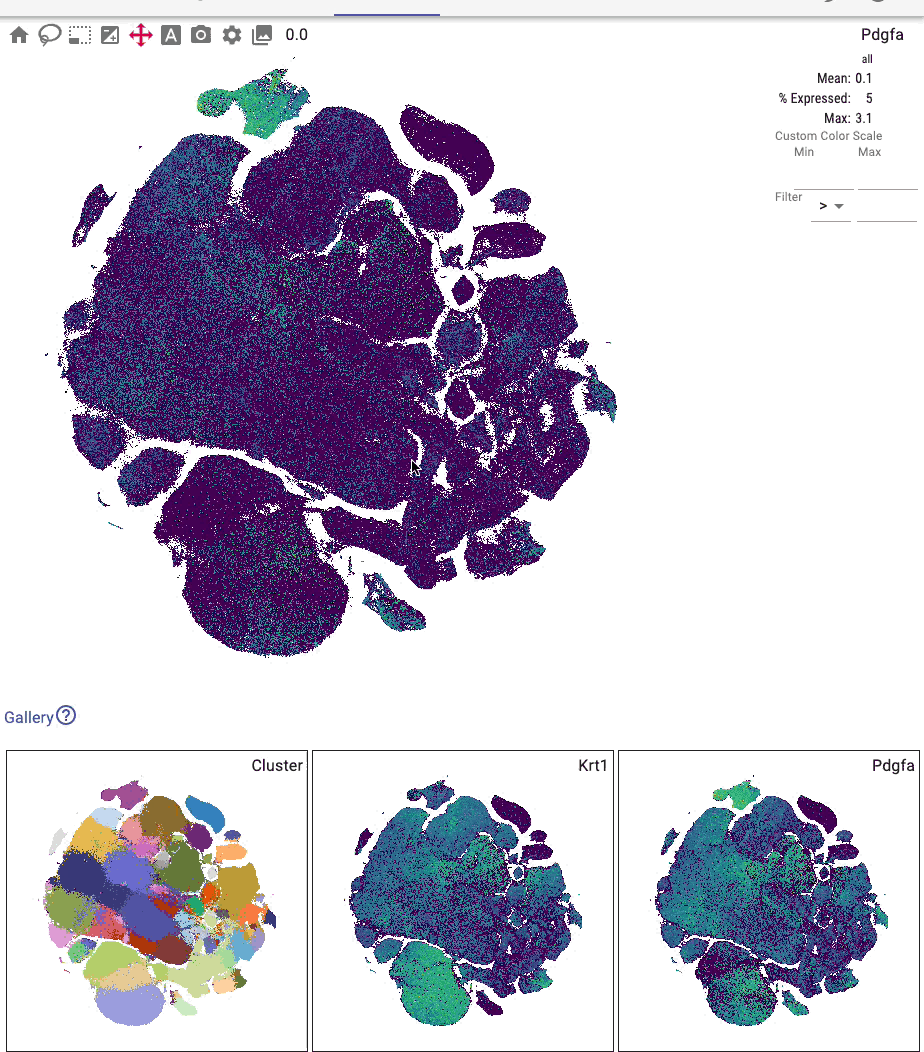 0.0
Pdgfa
all
Mean: 0.1
% Expressed: 5
Max: 3.1
Custom Color Scale
Min Max
Filter
>
Gallery ?
Cluster
Krt1
Pdgfa